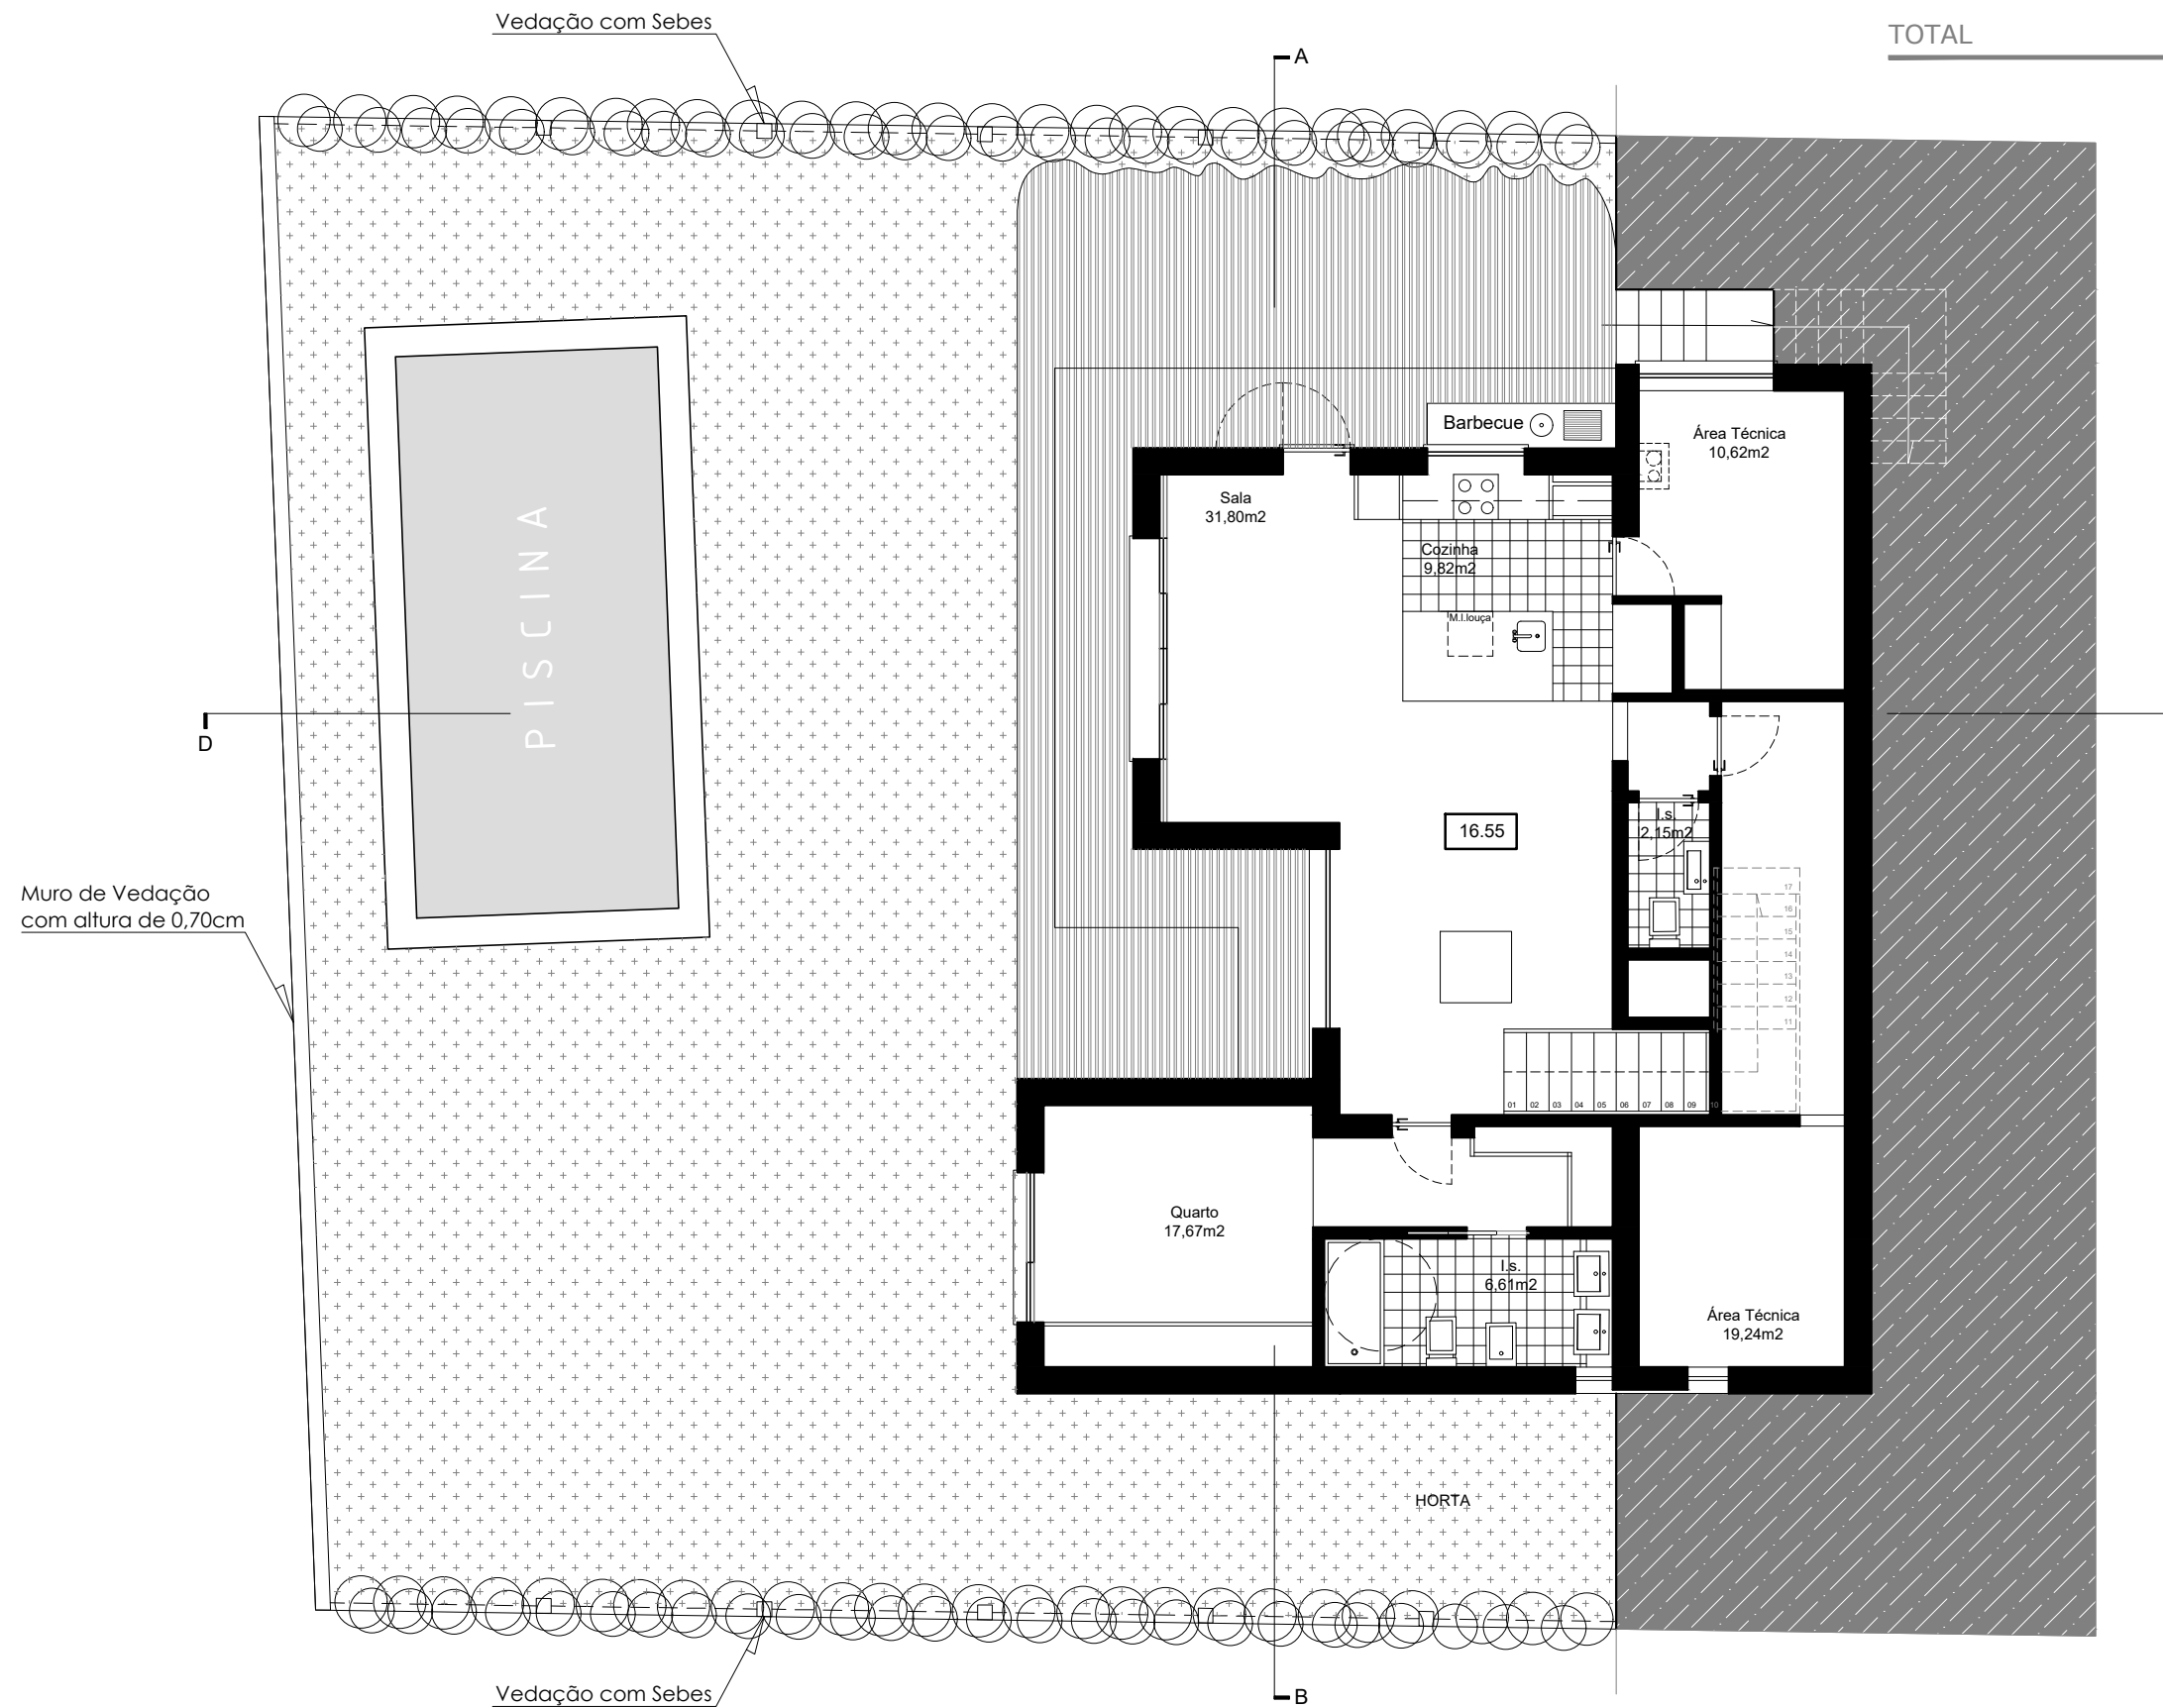 Vedação com Sebes
TOTAL
A
Barbecue
Área Técnica
10,62m2
Sala
31,80m2
Cozinha
9,82m2
M.l.louça
PISCINA
D
16.55
I.s.
2,15m2
Muro de Vedação
com altura de 0,70cm
17
16
15
14
13
12
11
01 02 03 04 05 06 07 08 09 10
Quarto
17,67m2
I.s.
6,61m2
Área Técnica
19,24m2
HORTA
Vedação com Sebes
B